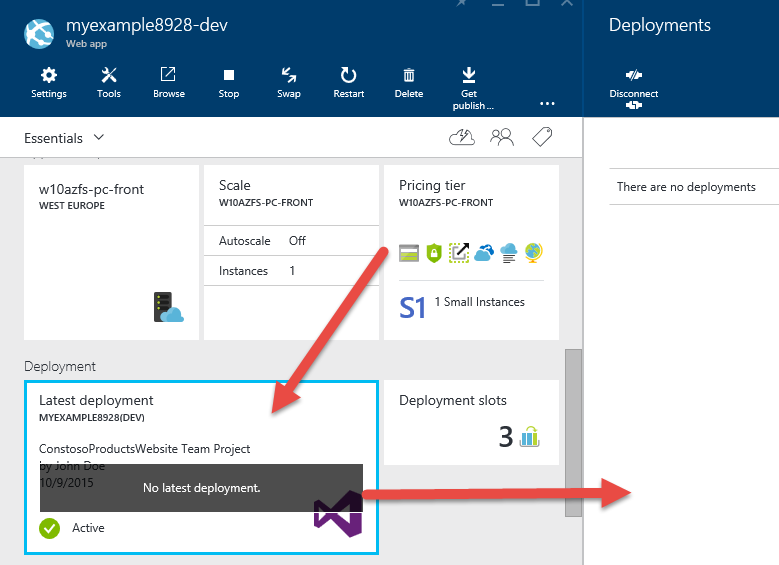 myexample8928-dev
Web app
Settings
Tools
Browse
Stop
Swap
Restart
Delete
Get
publish ...
...
Essentials
w10azfs-pc-front
WEST EUROPE
Scale
W10AZFS-PC-FRONT
Autoscale Off
Instances 1
Pricing tier
W10AZFS-PC-FRONT
S1 1 Small Instances
Deployment
Latest deployment
MYEXAMPLE8928(DEV)
ConstosoProductsWebsite Team Project
by John Doe
10/9/2015
No latest deployment.
Active
Deployment slots
3
Deployments
Disconnect
There are no deployments